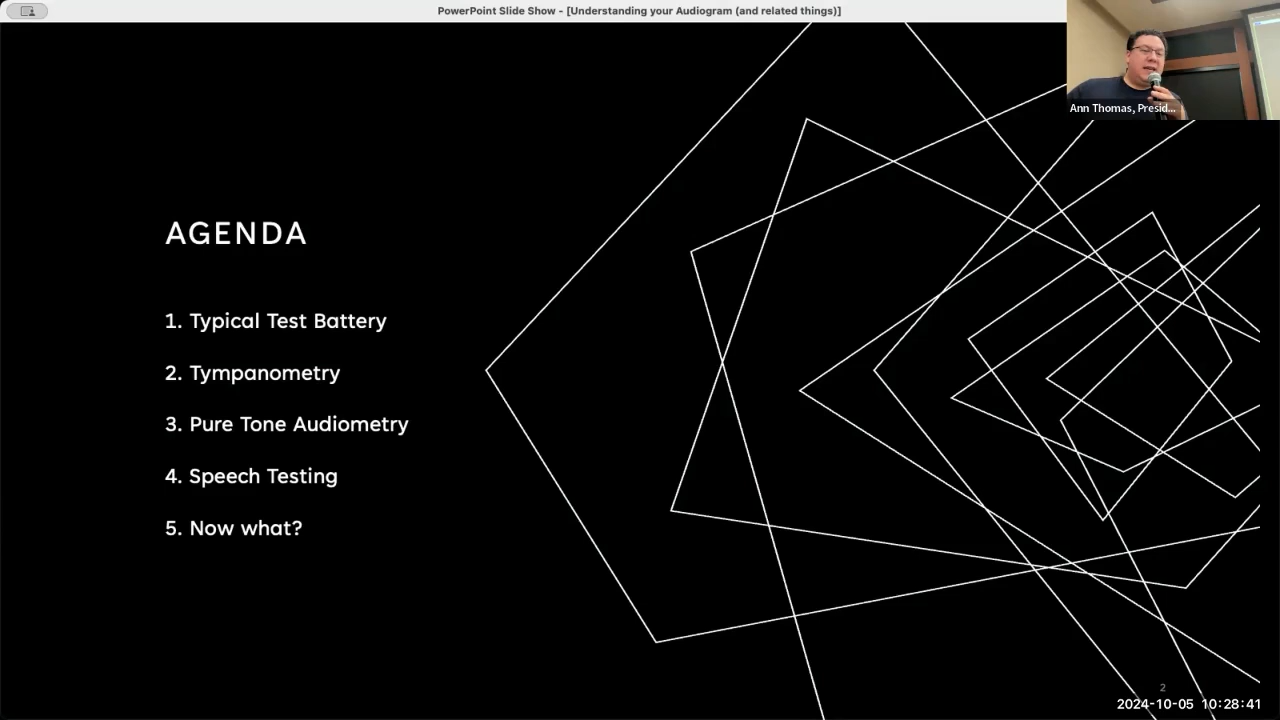 PowerPoint Slide Show - [Understanding your Audiogram (and related things)]
Ann Thomas, Presid...
AGENDA
1. Typical Test Battery
2. Tympanometry
3. Pure Tone Audiometry
4. Speech Testing
5. Now what?
2
2024-10-05 10:28:41